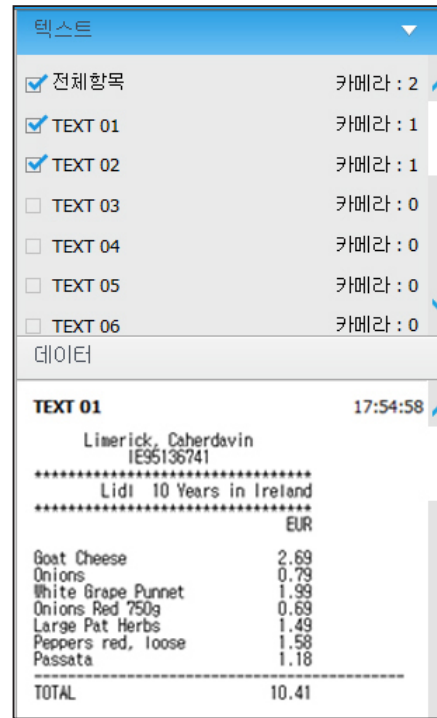 텍스트
전체항목 카메라 : 2
TEXT 01 카메라 : 1
TEXT 02 카메라 : 1
TEXT 03 카메라 : 0
TEXT 04 카메라 : 0
TEXT 05 카메라 : 0
TEXT 06 카메라 : 0
데이터
TEXT 01 17:54:58
Limerick, Caherdavin
IE95136741
**********************************
Lidl 10 Years in Ireland
**********************************
EUR
Goat Cheese 2.69
Onions 0.79
White Grape Punnet 1.99
Onions Red 750g 0.69
Large Pat Herbs 1.49
Peppers red, loose 1.58
Passata 1.18
---------------------------------------------
TOTAL 10.41